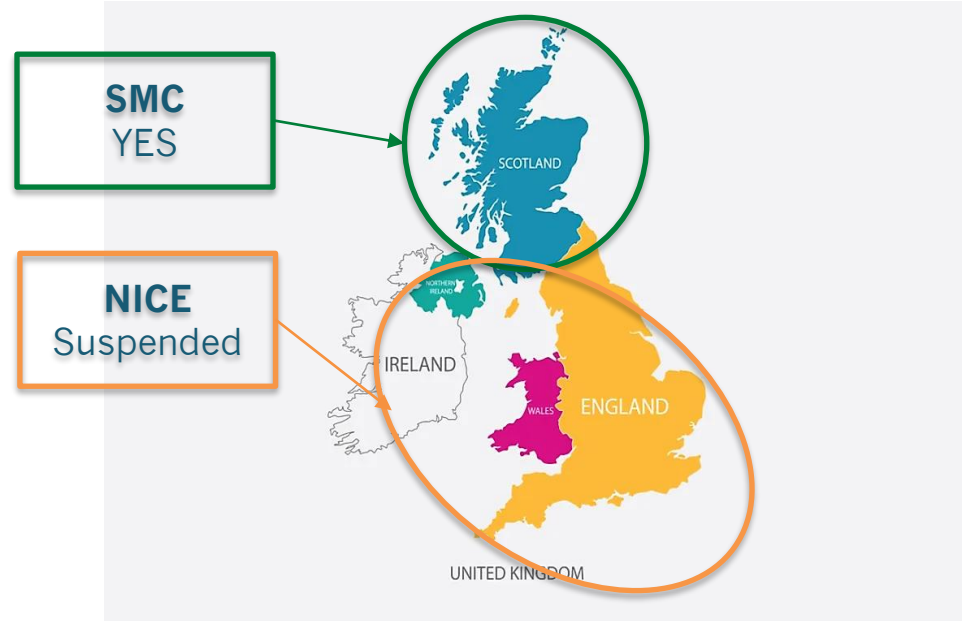 SMC
YES
SCOTLAND
NICE
Suspended
NORTHERN
IRELAND
IRELAND
WALES
ENGLAND
UNITED KINGDOM